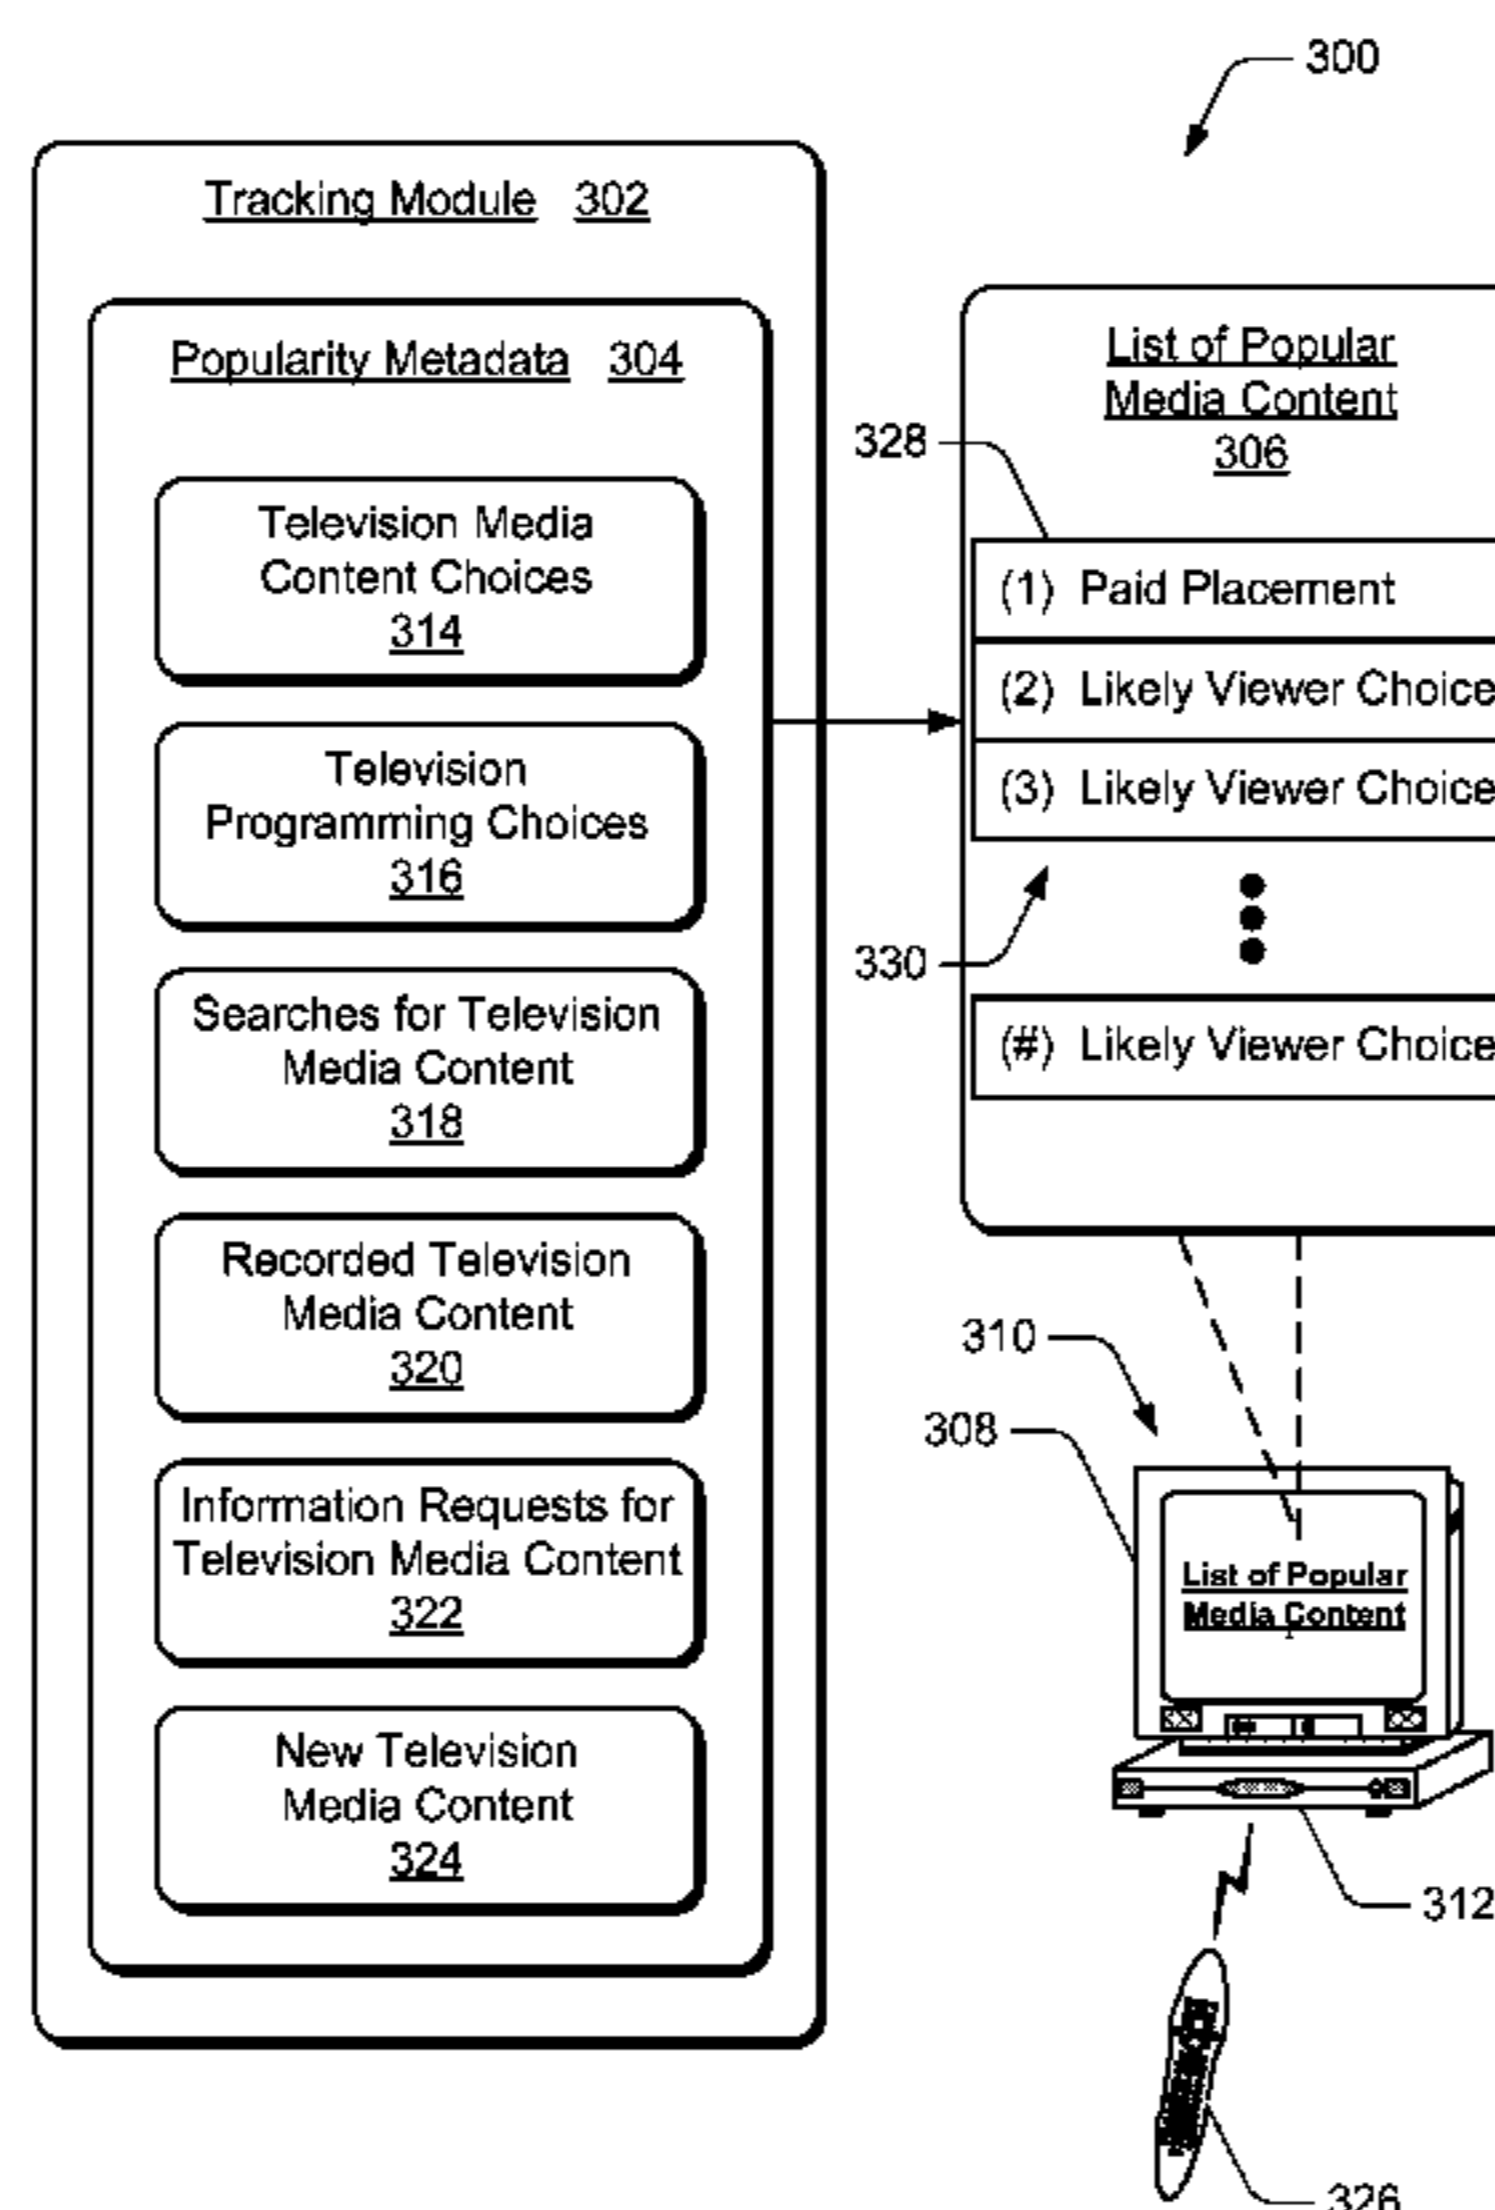 300
Tracking Module 302
Popularity Metadata 304
Television Media
Content Choices
314
Television
Programming Choices
316
Searches for Television
Media Content
318
Recorded Television
Media Content
320
Information Requests for
Television Media Content
322
New Television
Media Content
324
List of Popular
Media Content
306
328
(1) Paid Placement
(2) Likely Viewer Choice
(3) Likely Viewer Choice
330
(#) Likely Viewer Choice
310
308
List of Popular
Media Content
312
326